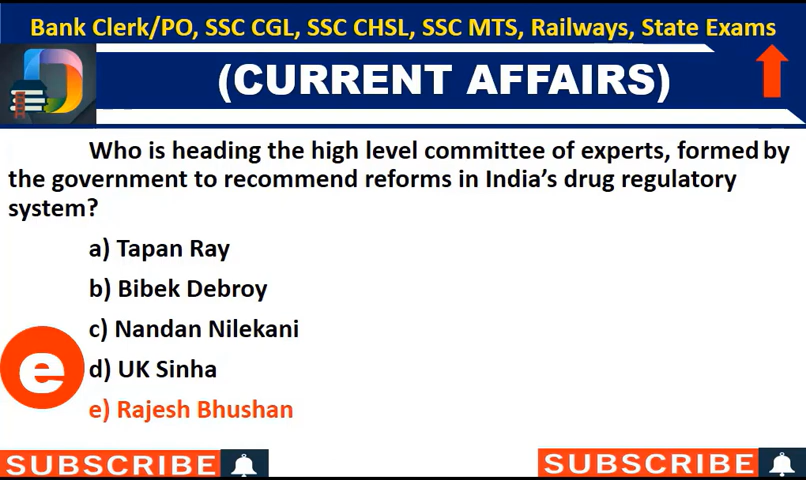 Bank Clerk/PO, SSC CGL, SSC CHSL, SSC MTS, Railways, State Exams
(CURRENT AFFAIRS)
Who is heading the high level committee of experts, formed by
the government to recommend reforms in India's drug regulatory
system?
a) Tapan Ray
b) Bibek Debroy
c) Nandan Nilekani
d) UK Sinha
e
e) Rajesh Bhushan
SUBSCRIBE
SUBSCRIBE